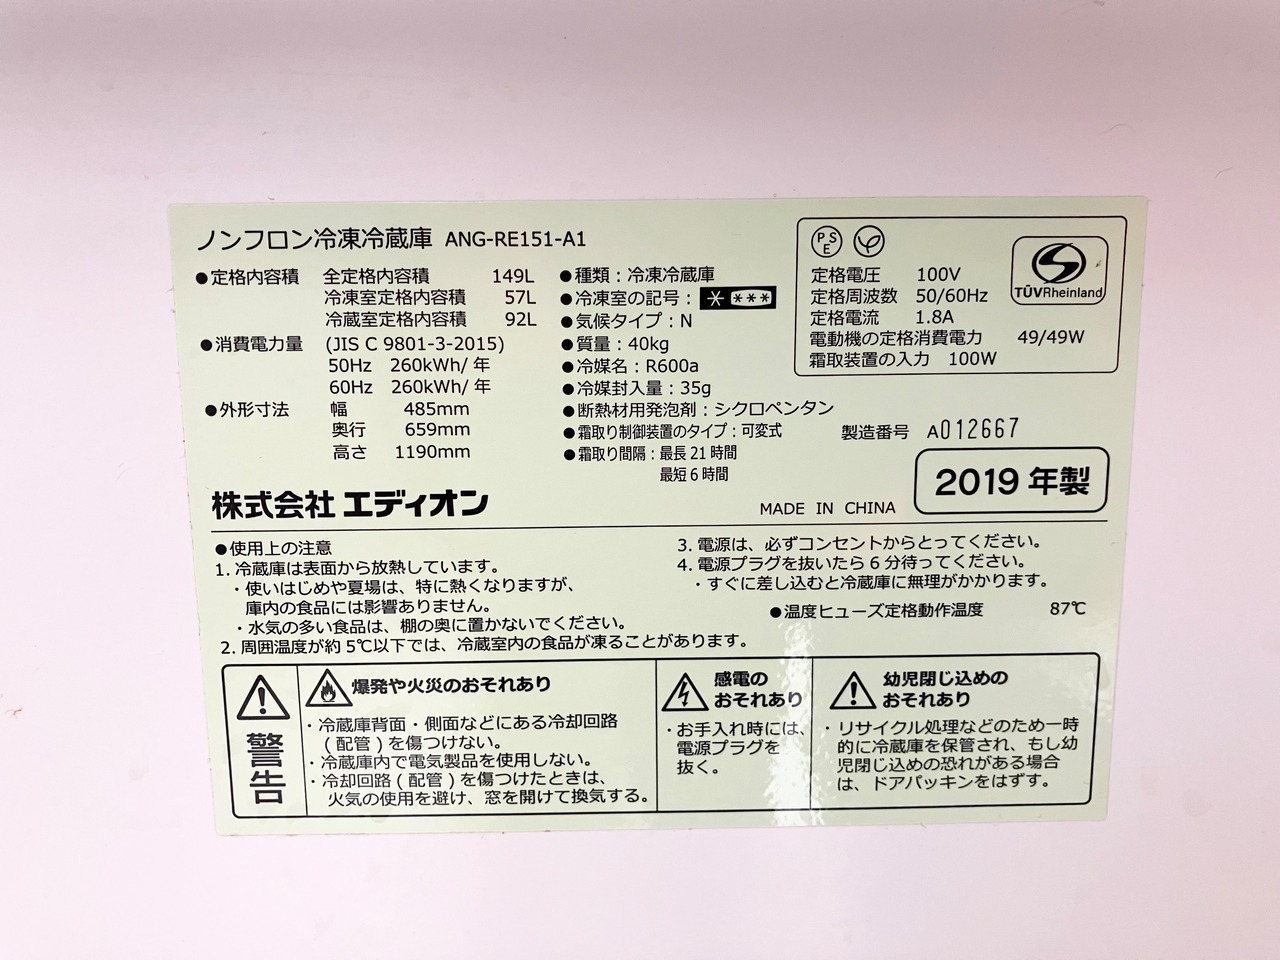 ノンフロン冷凍冷蔵庫 ANG-RE151-A1
●定格内容積 全定格内容積 149L
冷凍室定格内容積 57L
冷蔵室定格内容積 92L
●消費電力量 (JIS C 9801-3-2015)
50Hz 260kWh/年
60Hz 260kWh/年
●外形寸法 幅 485mm
奥行 659mm
高さ 1190mm
●種類：冷凍冷蔵庫
●冷凍室の記号：* ***
●気候タイプ：N
●質量：40kg
●冷媒名：R600a
●冷媒封入量：35g
●断熱材用発泡剤：シクロペンタン
●霜取り制御装置のタイプ：可変式
●霜取り間隔：最長21時間
最短6時間
PSE
定格電圧 100V
定格周波数 50/60Hz
定格電流 1.8A
電動機の定格消費電力 49/49W
霜取装置の入力 100W
TÜVRheinland
製造番号 A012667
株式会社 エディオン
MADE IN CHINA
2019年製
●使用上の注意
1. 冷蔵庫は表面から放熱しています。
・使いはじめや夏場は、特に熱くなりますが、
庫内の食品には影響ありません。
・水気の多い食品は、棚の奥に置かないでください。
2. 周囲温度が約5℃以下では、冷蔵室内の食品が凍ることがあります。
3. 電源は、必ずコンセントからとってください。
4. 電源プラグを抜いたら6分待ってください。
・すぐに差し込むと冷蔵庫に無理がかかります。
●温度ヒューズ定格動作温度 87℃
警告
爆発や火災のおそれあり
・冷蔵庫背面・側面などにある冷却回路
(配管)を傷つけない。
・冷蔵庫内で電気製品を使用しない。
・冷却回路(配管)を傷つけたときは、
火気の使用を避け、窓を開けて換気する。
感電の
おそれあり
・お手入れ時には、
電源プラグを
抜く。
幼児閉じ込めの
おそれあり
・リサイクル処理などのため一時
的に冷蔵庫を保管され、もし幼
児閉じ込めの恐れがある場合
は、ドアパッキンをはずす。